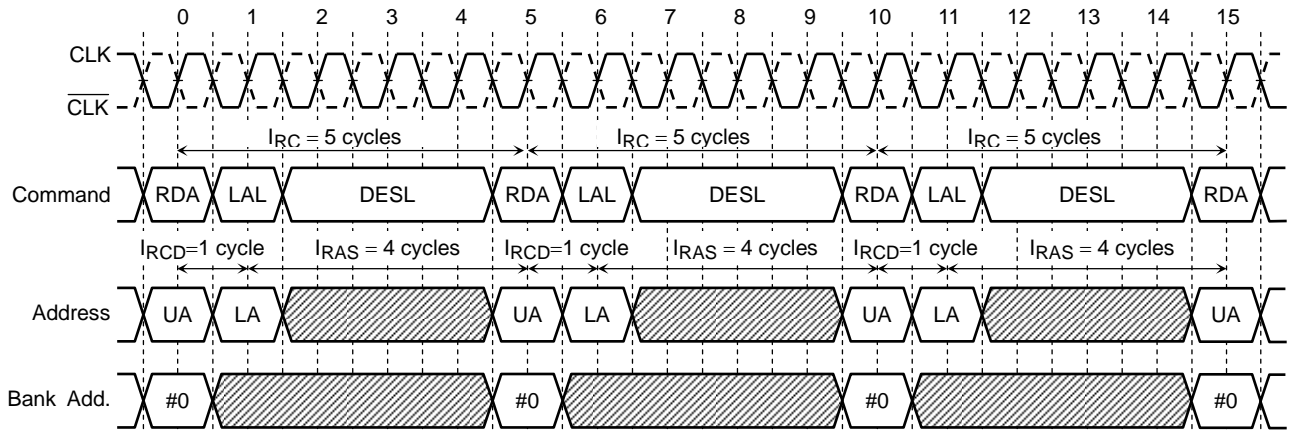 0 1 2 3 4 5 6 7 8 9 10 11 12 13 14 15
CLK
CLK
IRC = 5 cycles IRC = 5 cycles IRC = 5 cycles
Command RDA LAL DESL RDA LAL DESL RDA LAL DESL RDA
IRCD=1 cycle IRAS = 4 cycles IRCD=1 cycle IRAS = 4 cycles IRCD=1 cycle IRAS = 4 cycles
Address UA LA UA LA UA LA UA
Bank Add. #0 #0 #0 #0